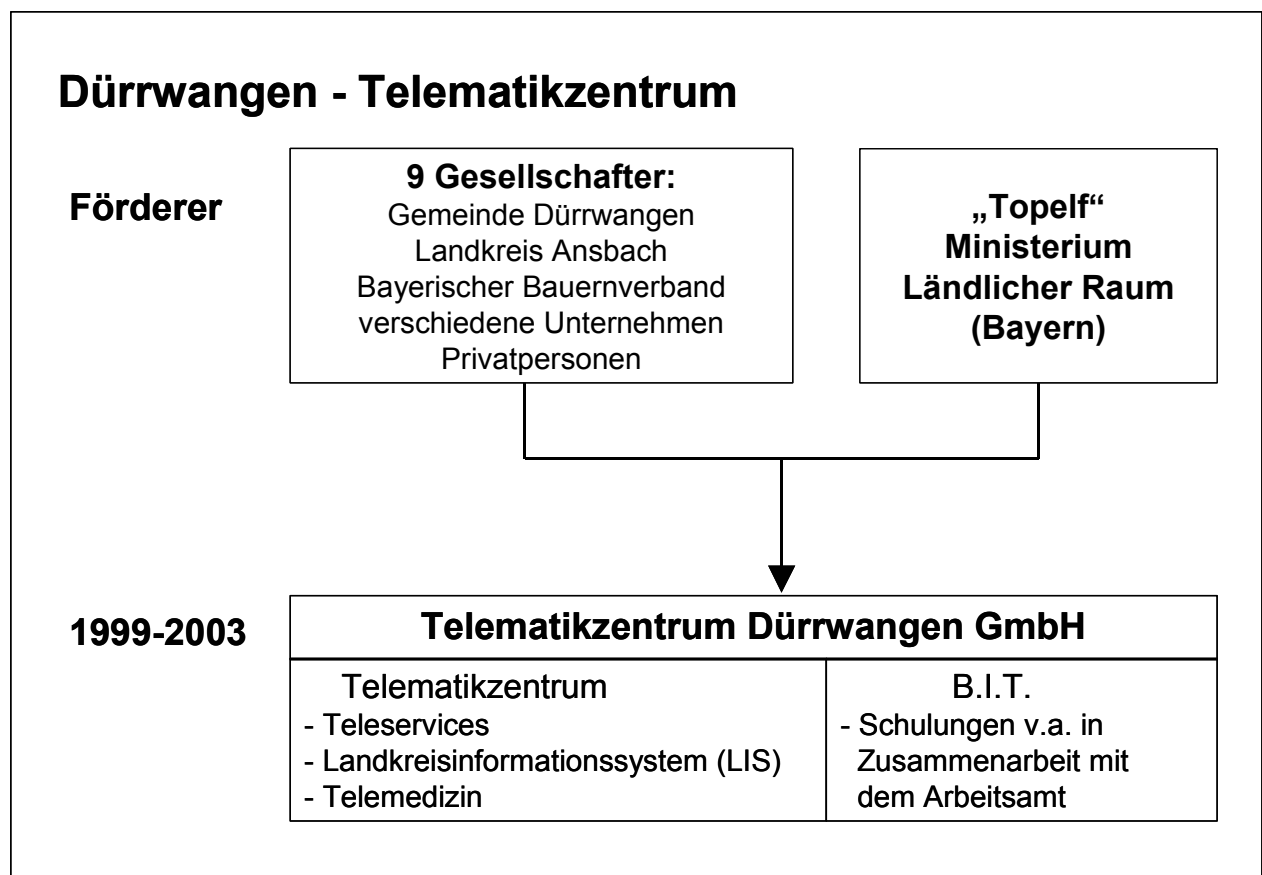 Dürrwangen - Telematikzentrum
Förderer
9 Gesellschafter:
Gemeinde Dürrwangen
Landkreis Ansbach
Bayerischer Bauernverband
verschiedene Unternehmen
Privatpersonen
„Topelf“
Ministerium
Ländlicher Raum
(Bayern)
1999-2003
Telematikzentrum Dürrwangen GmbH
Telematikzentrum
- Teleservices
- Landkreisinformationssystem (LIS)
- Telemedizin
B.I.T.
- Schulungen v.a. in
Zusammenarbeit mit
dem Arbeitsamt